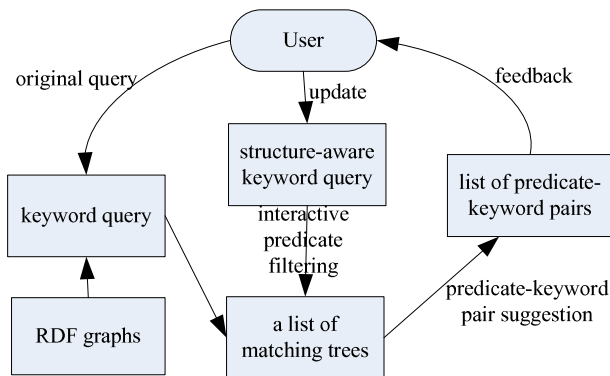 User
original query
update
feedback
structure-aware
keyword query
list of predicate-
keyword pairs
keyword query
interactive
predicate
filtering
RDF graphs
a list of
matching trees
predicate-keyword
pair suggestion